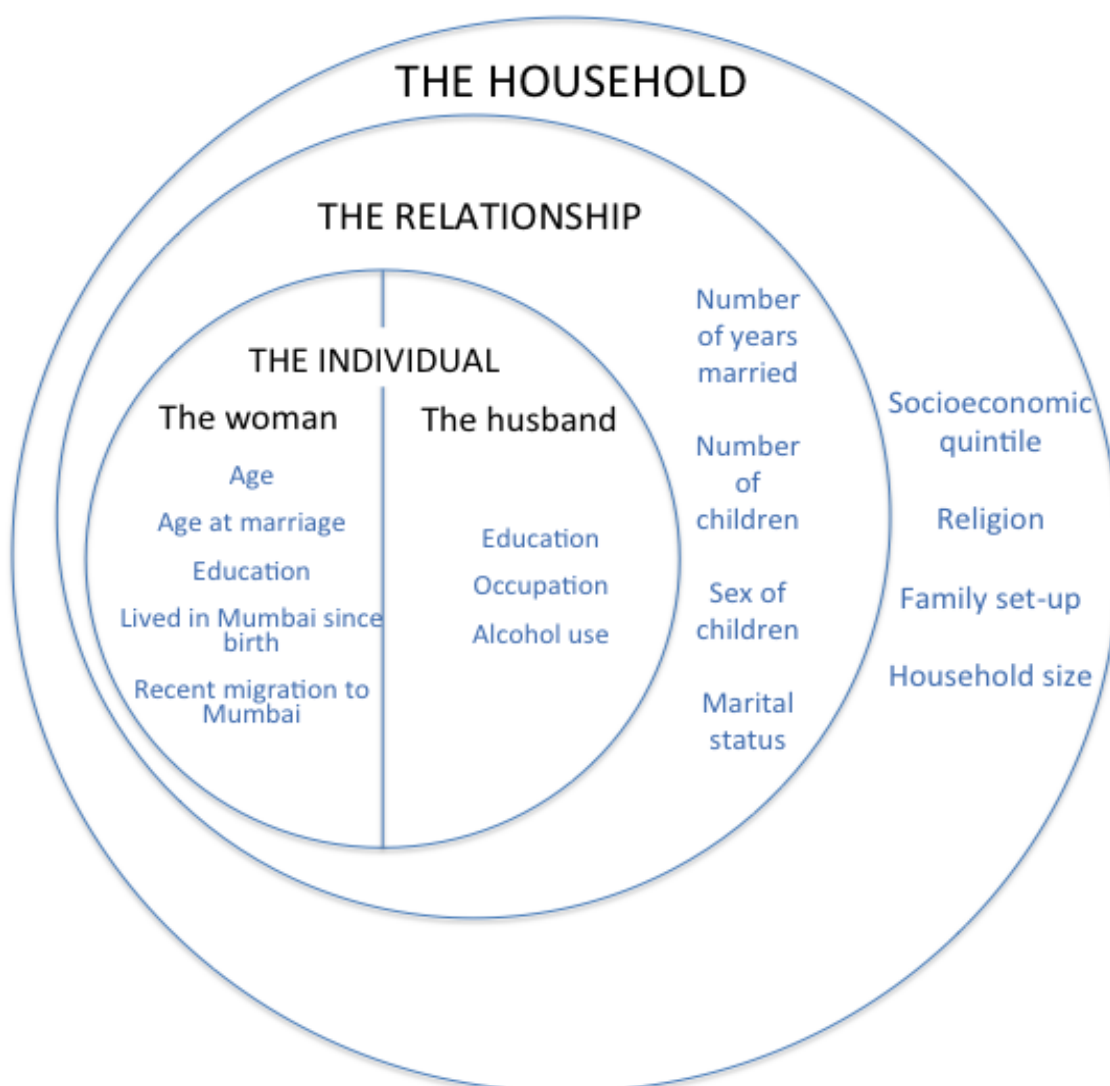 THE HOUSEHOLD
THE RELATIONSHIP
THE INDIVIDUAL
The woman
Age
Age at marriage
Education
Lived in Mumbai since
birth
Recent migration to
Mumbai
The husband
Education
Occupation
Alcohol use
Number
of years
married
Number
of
children
Sex of
children
Marital
status
Socioeconomic
quintile
Religion
Family set-up
Household size